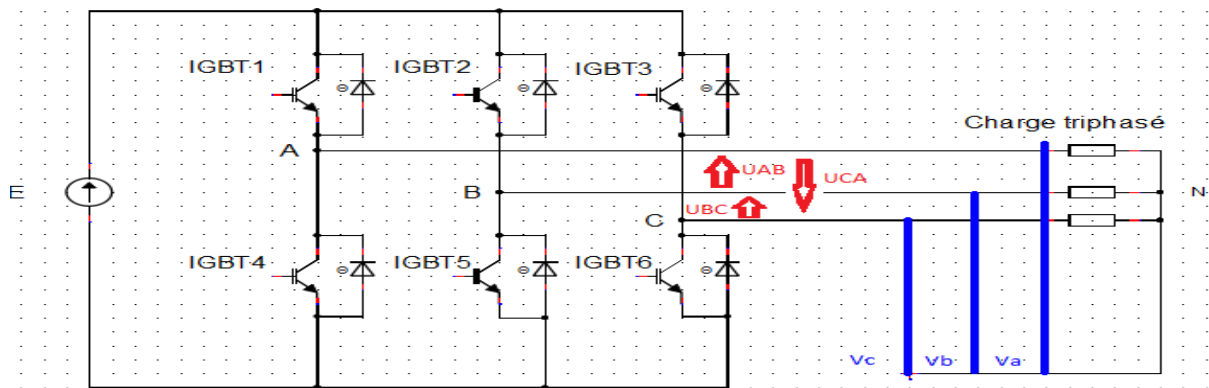 IGBT1
IGBT2
IGBT3
Charge triphasé
A
UAB
UCA
E
B
N
UBC
C
IGBT4
IGBT5
IGBT6
Vc
Vb
Va